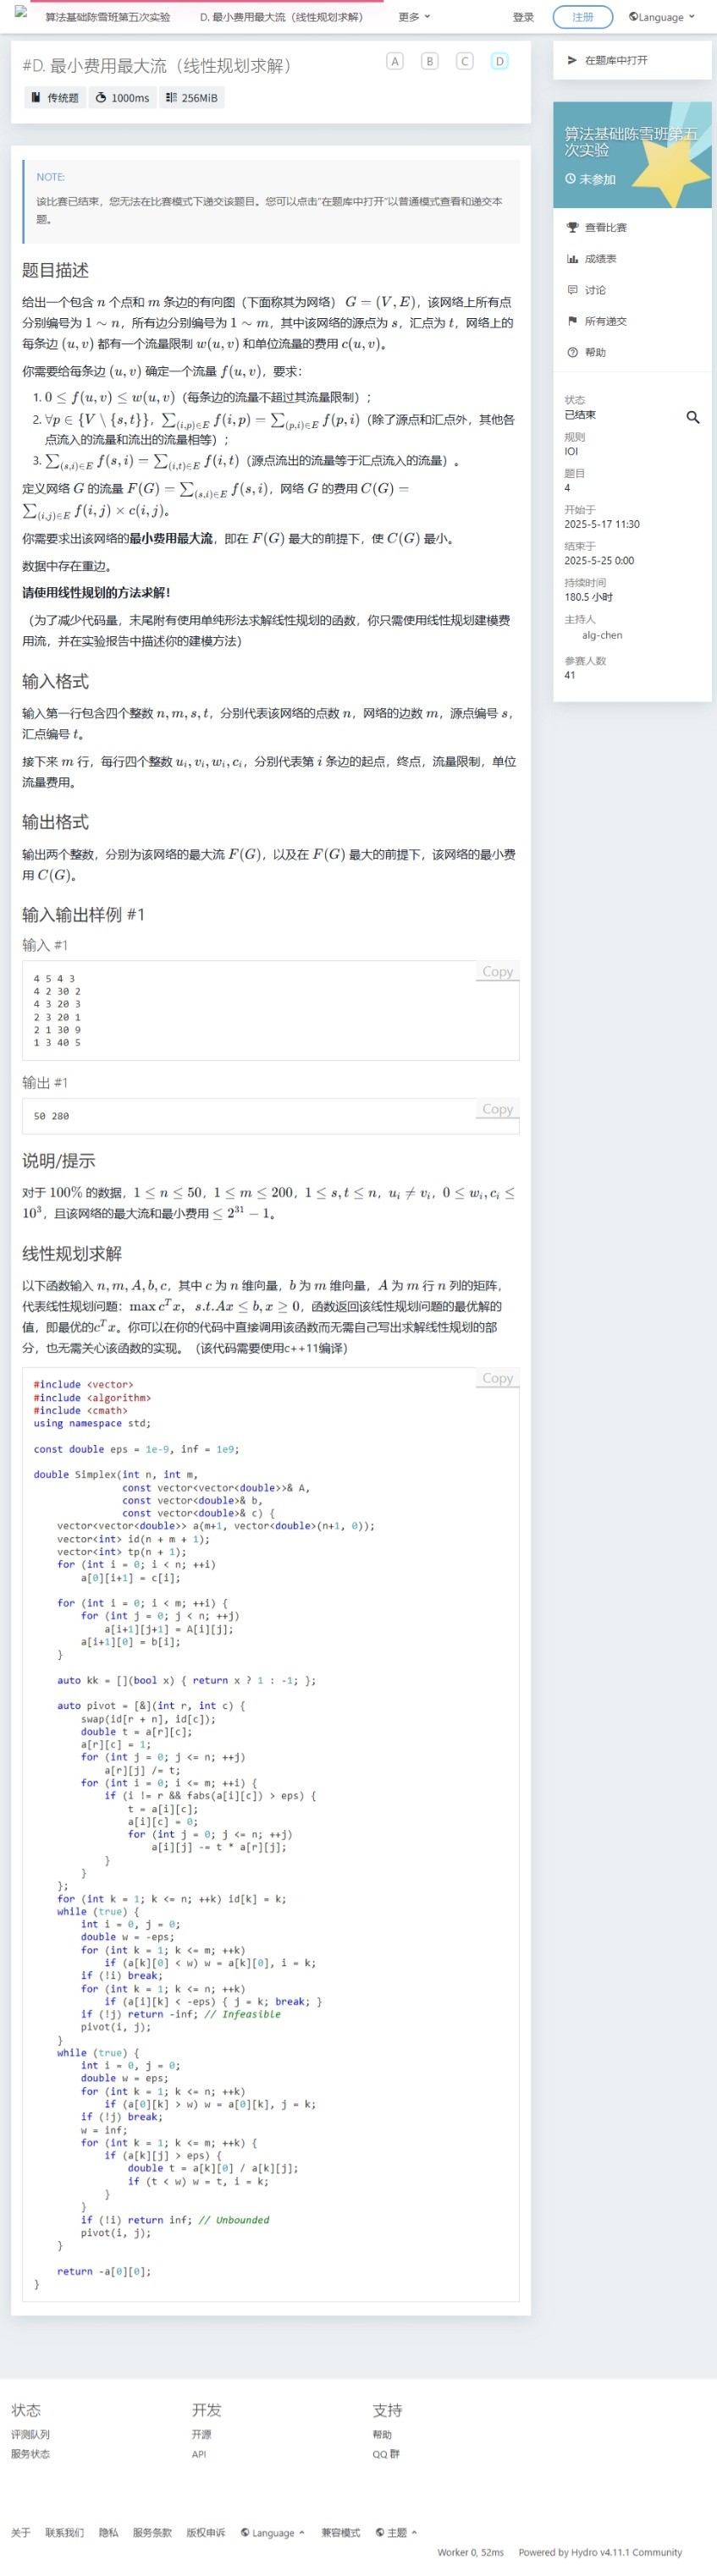 算法基础陈雪班第五次实验 D. 最小费用最大流（线性规划求解） 更多 登录 注册 Language
#D. 最小费用最大流（线性规划求解）
A B C D
传统题 1000ms 256MiB
NOTE:
该比赛已结束，您无法在比赛模式下递交该题目。您可以点击"在题库中打开"以普通模式查看和递交本
题。
题目描述
给出一个包含 n 个点和 m 条边的有向图（下面称其为网络） G = (V, E)，该网络上所有点
分别编号为 1 ∼ n，所有边分别编号为 1 ∼ m，其中该网络的源点为 s，汇点为 t，网络上的
每条边 (u, v) 都有一个流量限制 w(u, v) 和单位流量的费用 c(u, v)。
你需要给每条边 (u, v) 确定一个流量 f(u, v)，要求：
1. 0 ≤ f(u, v) ≤ w(u, v)（每条边的流量不超过其流量限制）；
2. ∀p ∈ {V \ {s, t}}，∑(i,p)∈E f(i, p) = ∑(p,i)∈E f(p, i)（除了源点和汇点外，其他各
点流入的流量和流出的流量相等）；
3. ∑(s,i)∈E f(s, i) = ∑(i,t)∈E f(i, t)（源点流出的流量等于汇点流入的流量）。
定义网络 G 的流量 F(G) = ∑(s,i)∈E f(s, i)，网络 G 的费用 C(G) =
∑(i,j)∈E f(i, j) × c(i, j)。
你需要求出该网络的最小费用最大流，即在 F(G) 最大的前提下，使 C(G) 最小。
数据中存在重边。
请使用线性规划的方法求解！
（为了减少代码量，末尾附有使用单纯形法求解线性规划的函数，你只需使用线性规划建模费
用流，并在实验报告中描述你的建模方法）
输入格式
输入第一行包含四个整数 n, m, s, t，分别代表该网络的点数 n，网络的边数 m，源点编号 s，
汇点编号 t。
接下来 m 行，每行四个整数 ui, vi, wi, ci，分别代表第 i 条边的起点，终点，流量限制，单位
流量费用。
输出格式
输出两个整数，分别为该网络的最大流 F(G)，以及在 F(G) 最大的前提下，该网络的最小费
用 C(G)。
输入输出样例 #1
输入 #1
Copy
4 5 4 3
4 2 30 2
4 3 20 3
2 3 20 1
2 1 30 9
1 3 40 5
输出 #1
Copy
50 280
说明/提示
对于 100% 的数据，1 ≤ n ≤ 50，1 ≤ m ≤ 200，1 ≤ s, t ≤ n，ui ≠ vi，0 ≤ wi, ci ≤
10³，且该网络的最大流和最小费用 ≤ 2³¹ − 1。
线性规划求解
以下函数输入 n, m, A, b, c，其中 c 为 n 维向量，b 为 m 维向量，A 为 m 行 n 列的矩阵，
代表线性规划问题：max cᵀx, s.t.Ax ≤ b, x ≥ 0，函数返回该线性规划问题的最优解的
值，即最优的cᵀx。你可以在你的代码中直接调用该函数而无需自己写出求解线性规划的部
分，也无需关心该函数的实现。（该代码需要使用c++11编译）
Copy
#include <vector>
#include <algorithm>
#include <cmath>
using namespace std;
const double eps = 1e-9, inf = 1e9;
double Simplex(int n, int m,
const vector<vector<double>>& A,
const vector<double>& b,
const vector<double>& c) {
vector<vector<double>> a(m+1, vector<double>(n+1, 0));
vector<int> id(n + m + 1);
vector<int> tp(n + 1);
for (int i = 0; i < n; ++i)
a[0][i+1] = c[i];
for (int i = 0; i < m; ++i) {
for (int j = 0; j < n; ++j)
a[i+1][j+1] = A[i][j];
a[i+1][0] = b[i];
}
auto kk = [](bool x) { return x ? 1 : -1; };
auto pivot = [&](int r, int c) {
swap(id[r + n], id[c]);
double t = a[r][c];
a[r][c] = 1;
for (int j = 0; j <= n; ++j)
a[r][j] /= t;
for (int i = 0; i <= m; ++i) {
if (i != r && fabs(a[i][c]) > eps) {
t = a[i][c];
a[i][c] = 0;
for (int j = 0; j <= n; ++j)
a[i][j] -= t * a[r][j];
}
}
};
for (int k = 1; k <= n; ++k) id[k] = k;
while (true) {
int i = 0, j = 0;
double w = -eps;
for (int k = 1; k <= m; ++k)
if (a[k][0] < w) w = a[k][0], i = k;
if (!i) break;
for (int k = 1; k <= n; ++k)
if (a[i][k] < -eps) { j = k; break; }
if (!j) return -inf; // Infeasible
pivot(i, j);
}
while (true) {
int i = 0, j = 0;
double w = eps;
for (int k = 1; k <= n; ++k)
if (a[0][k] > w) w = a[0][k], j = k;
if (!j) break;
w = inf;
for (int k = 1; k <= m; ++k) {
if (a[k][j] > eps) {
double t = a[k][0] / a[k][j];
if (t < w) w = t, i = k;
}
}
if (!i) return inf; // Unbounded
pivot(i, j);
}
return -a[0][0];
}
在题库中打开
算法基础陈雪班第五
次实验
未参加
查看比赛
成绩表
讨论
所有递交
帮助
状态
已结束
规则
IOI
题目
4
开始于
2025-5-17 11:30
结束于
2025-5-25 0:00
持续时间
180.5 小时
主持人
alg-chen
参赛人数
41
状态 开发 支持
评测队列 开源 帮助
服务状态 API QQ 群
关于 联系我们 隐私 服务条款 版权申诉 Language 兼容模式 主题
Worker 0, 52ms Powered by Hydro v4.11.1 Community